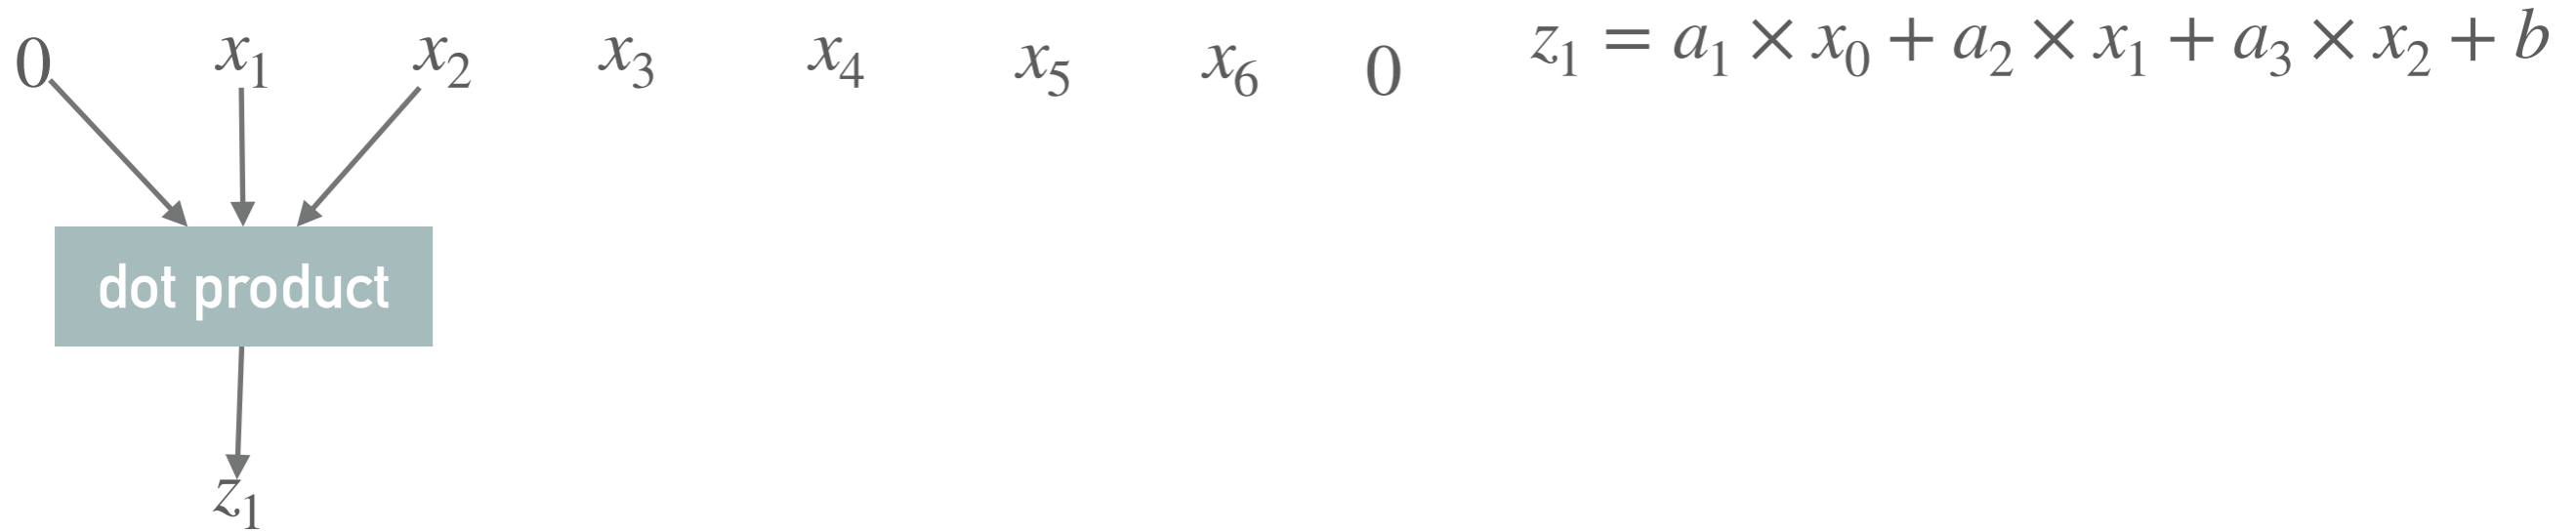 0 x₁ x₂ x₃ x₄ x₅ x₆ 0 z₁ = a₁ × x₀ + a₂ × x₁ + a₃ × x₂ + b
dot product
z₁